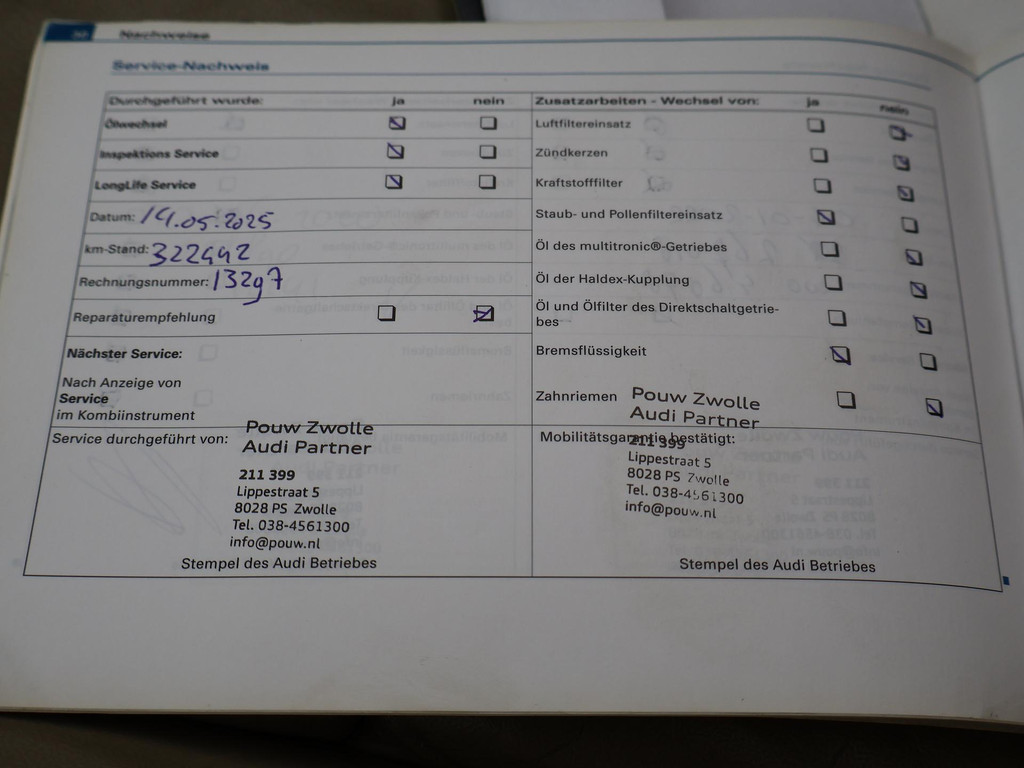 50 Nachweise
Service-Nachweis
Durchgeführt wurde: ja nein
Ölwechsel
Inspektions Service
LongLife Service
Datum: 14.05.2025
km-Stand: 322442
Rechnungsnummer: 13297
Reparaturempfehlung
Nächster Service:
Nach Anzeige von
Service
im Kombiinstrument
Service durchgeführt von:
Pouw Zwolle
Audi Partner
211 399
Lippestraat 5
8028 PS Zwolle
Tel. 038-4561300
info@pouw.nl
Stempel des Audi Betriebes
Zusatzarbeiten - Wechsel von: ja nein
Luftfiltereinsatz
Zündkerzen
Kraftstofffilter
Staub- und Pollenfiltereinsatz
Öl des multitronic®-Getriebes
Öl der Haldex-Kupplung
Öl und Ölfilter des Direktschaltgetrie-
bes
Bremsflüssigkeit
Zahnriemen
Mobilitätsgarantie bestätigt:
Pouw Zwolle
Audi Partner
211 399
Lippestraat 5
8028 PS Zwolle
Tel. 038-4561300
info@pouw.nl
Stempel des Audi Betriebes